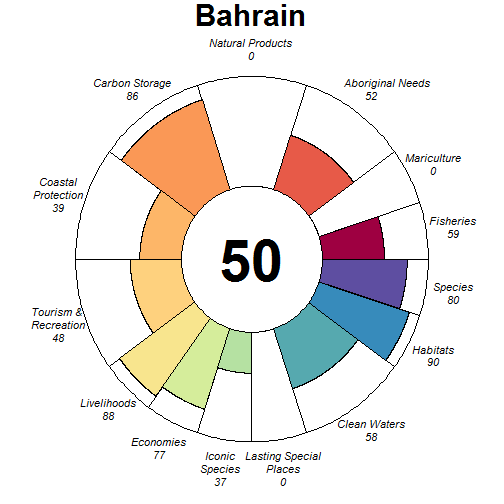 Bahrain
Natural Products
0
Carbon Storage
86
Aboriginal Needs
52
Mariculture
0
Coastal
Protection
39
Fisheries
59
50
Species
80
Tourism &
Recreation
48
Habitats
90
Livelihoods
88
Clean Waters
58
Economies
77
Iconic
Species
37
Lasting Special
Places
0